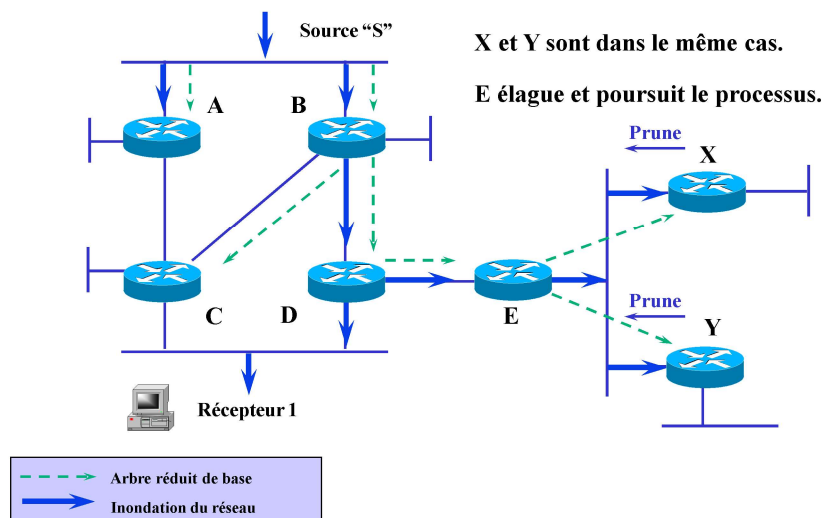 Source “S”
X et Y sont dans le même cas.
E élague et poursuit le processus.
A
B
Prune
X
C
D
E
Prune
Y
Récepteur 1
Arbre réduit de base
Inondation du réseau